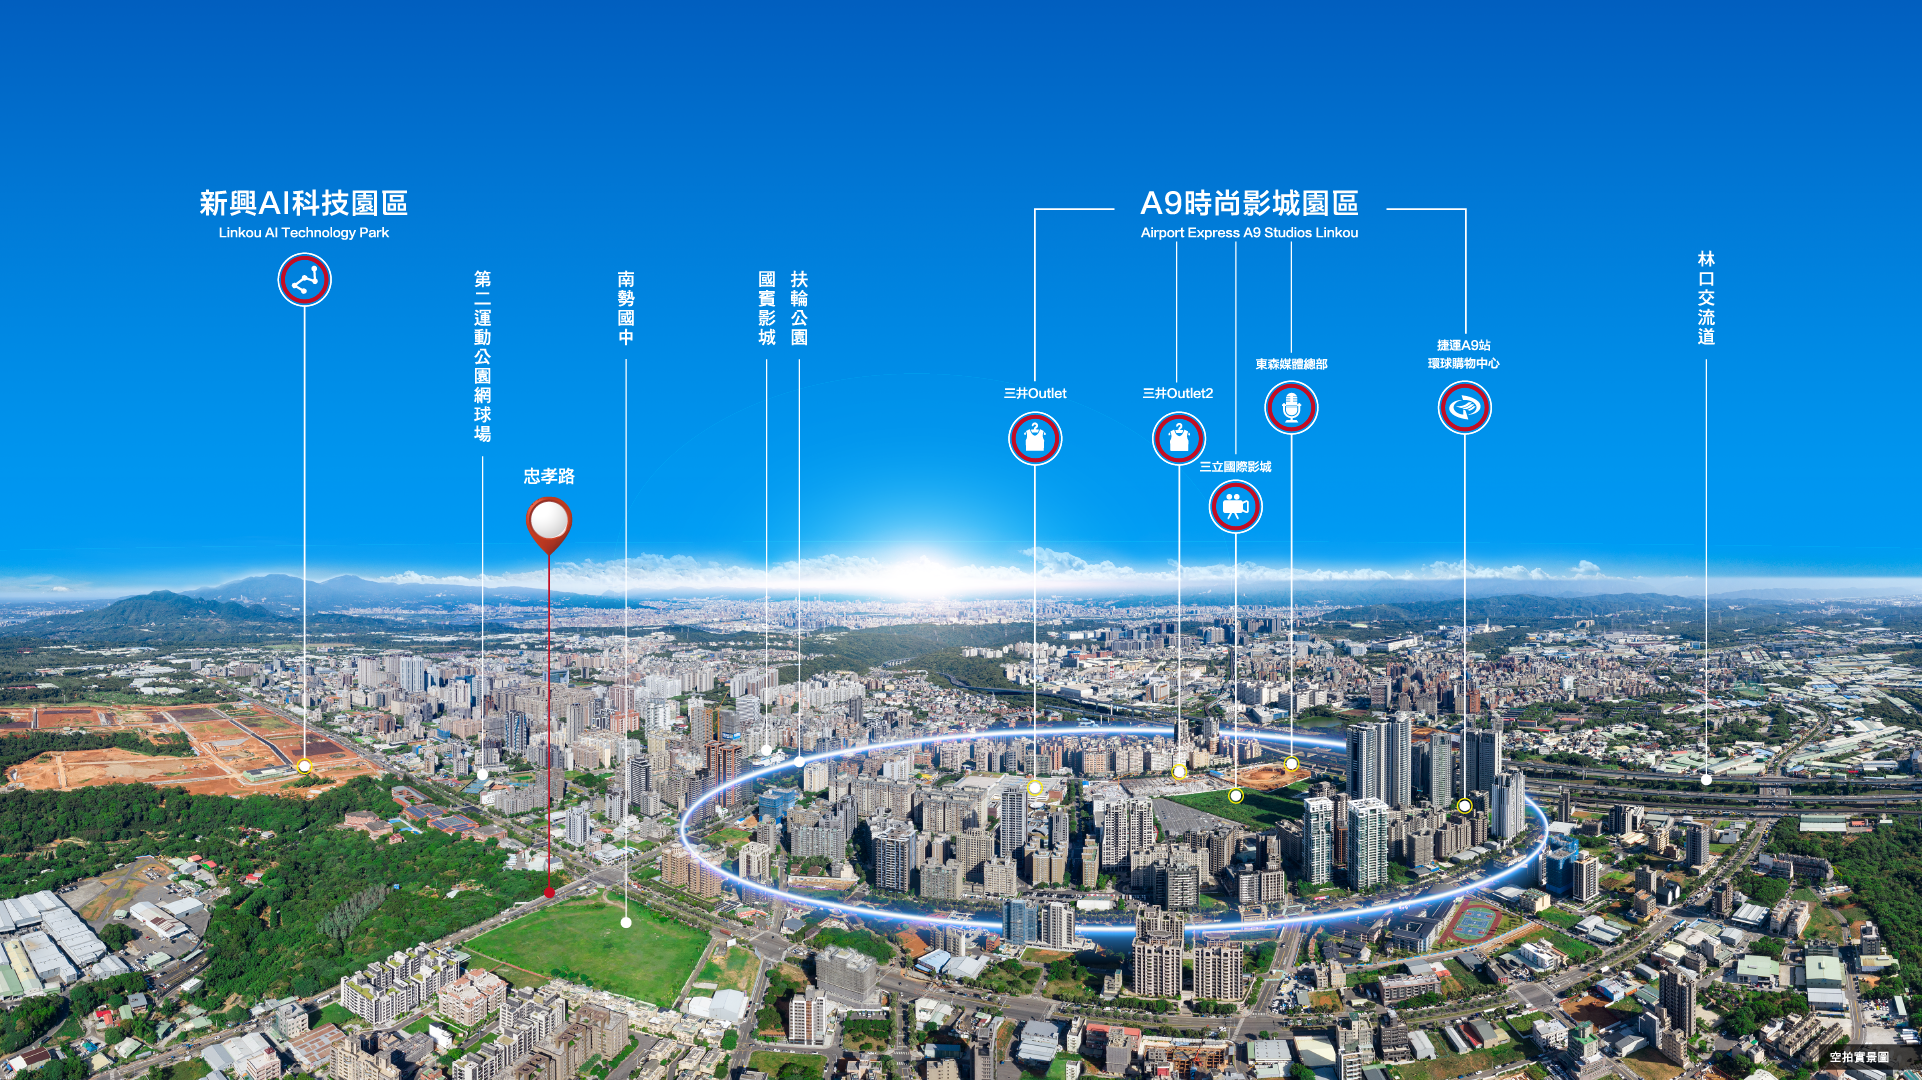 新興AI科技園區
Linkou AI Technology Park
第二運動公園網球場
忠孝路
南勢國中
國賓影城
扶輪公園
A9時尚影城園區
Airport Express A9 Studios Linkou
三井Outlet
三井Outlet2
三立國際影城
東森媒體總部
捷運A9站
環球購物中心
林口交流道
空拍實景圖